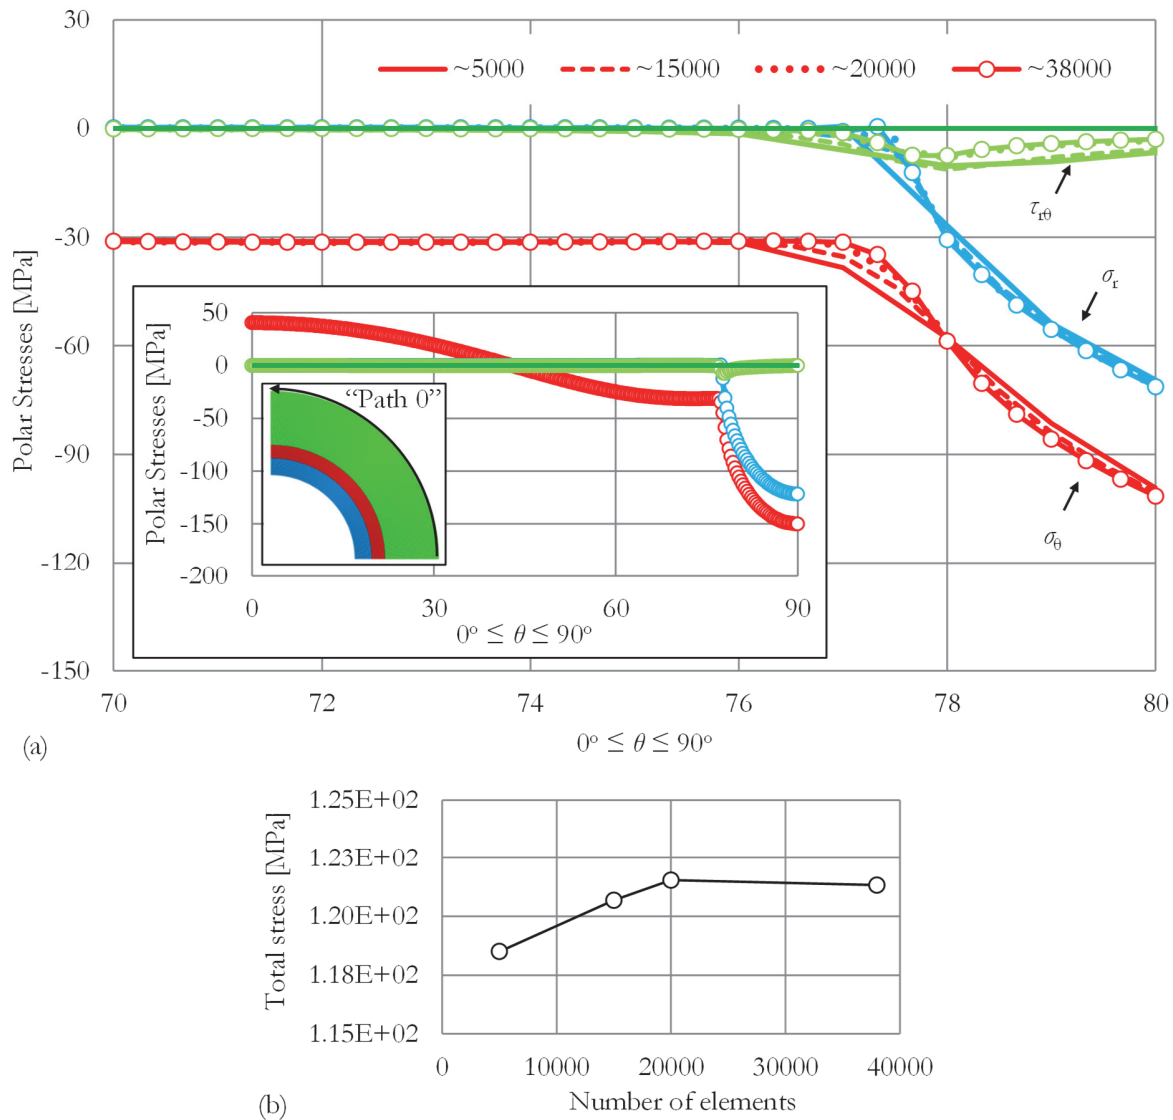 30
0
-30
-60
-90
-120
-150
Polar Stresses [MPa]
~5000 ~15000 ~20000 ~38000
τrθ
σr
σθ
50
0
-50
-100
-150
-200
Polar Stresses [MPa]
“Path 0”
0 30 60 90
0° ≤ θ ≤ 90°
70 72 74 76 78 80
0° ≤ θ ≤ 90°
(a)
1.25E+02
1.23E+02
1.20E+02
1.18E+02
1.15E+02
Total stress [MPa]
0 10000 20000 30000 40000
Number of elements
(b)